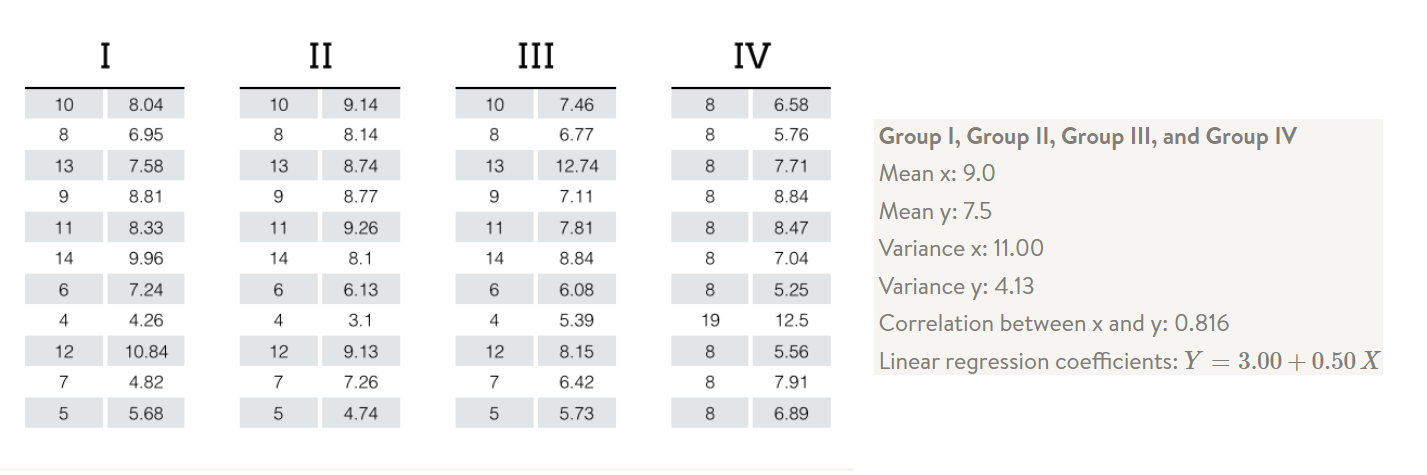 I II III IV
10 8.04 10 9.14 10 7.46 8 6.58
8 6.95 8 8.14 8 6.77 8 5.76
13 7.58 13 8.74 13 12.74 8 7.71
9 8.81 9 8.77 9 7.11 8 8.84
11 8.33 11 9.26 11 7.81 8 8.47
14 9.96 14 8.1 14 8.84 8 7.04
6 7.24 6 6.13 6 6.08 8 5.25
4 4.26 4 3.1 4 5.39 19 12.5
12 10.84 12 9.13 12 8.15 8 5.56
7 4.82 7 7.26 7 6.42 8 7.91
5 5.68 5 4.74 5 5.73 8 6.89
Group I, Group II, Group III, and Group IV
Mean x: 9.0
Mean y: 7.5
Variance x: 11.00
Variance y: 4.13
Correlation between x and y: 0.816
Linear regression coefficients: Y = 3.00 + 0.50 X